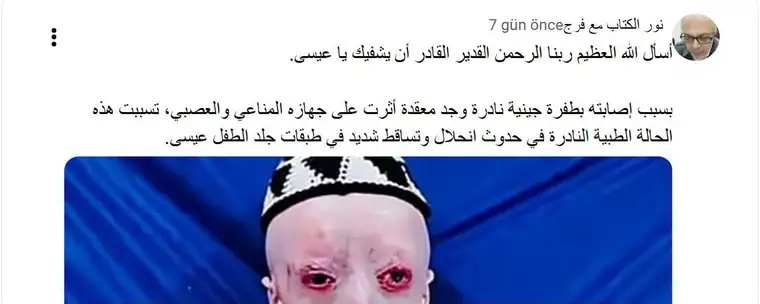 نور الكتاب مع فرج7 gün önce
أسأل الله العظيم ربنا الرحمن القدير القادر أن يشفيك يا عيسى.
بسبب إصابته بطفرة جينية نادرة وجد معقدة أثرت على جهازه المناعي والعصبي، تسببت هذه
الحالة الطبية النادرة في حدوث انحلال وتساقط شديد في طبقات جلد الطفل عيسى.